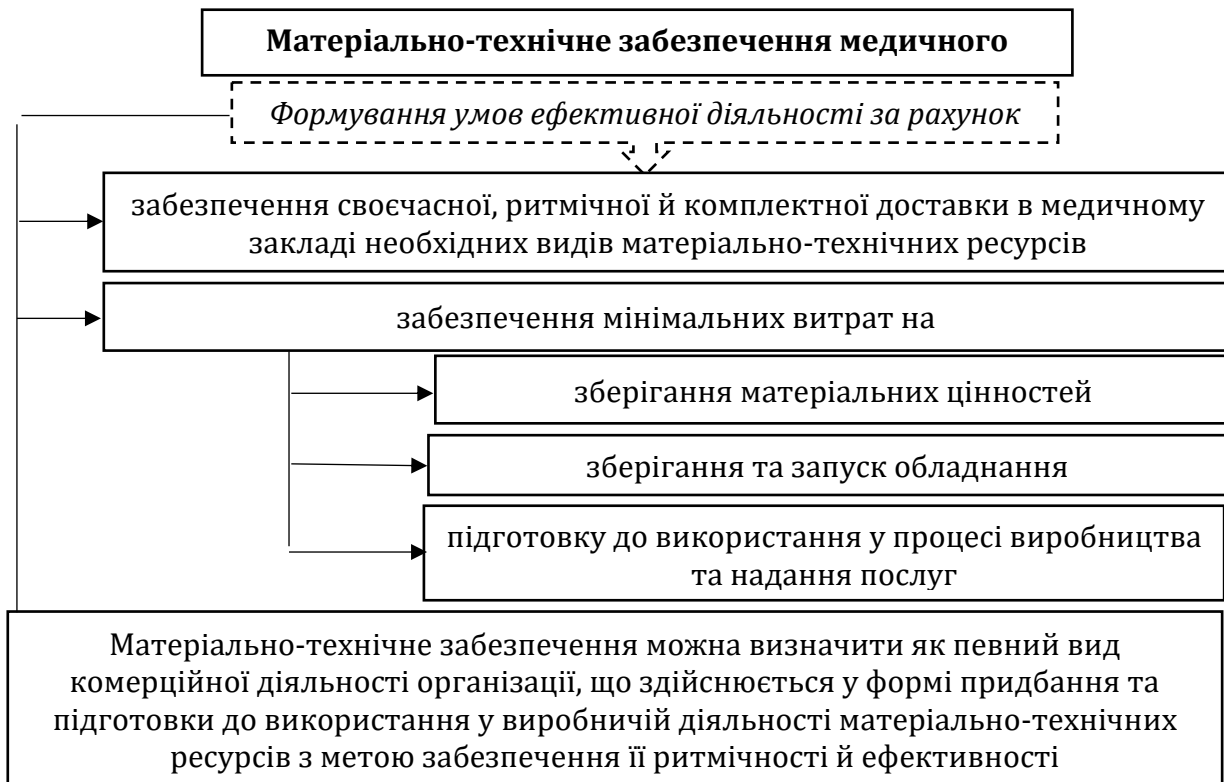 Матеріально-технічне забезпечення медичного
Формування умов ефективної діяльності за рахунок
забезпечення своєчасної, ритмічної й комплектної доставки в медичному
закладі необхідних видів матеріально-технічних ресурсів
забезпечення мінімальних витрат на
зберігання матеріальних цінностей
зберігання та запуск обладнання
підготовку до використання у процесі виробництва
та надання послуг
Матеріально-технічне забезпечення можна визначити як певний вид
комерційної діяльності організації, що здійснюється у формі придбання та
підготовки до використання у виробничій діяльності матеріально-технічних
ресурсів з метою забезпечення її ритмічності й ефективності